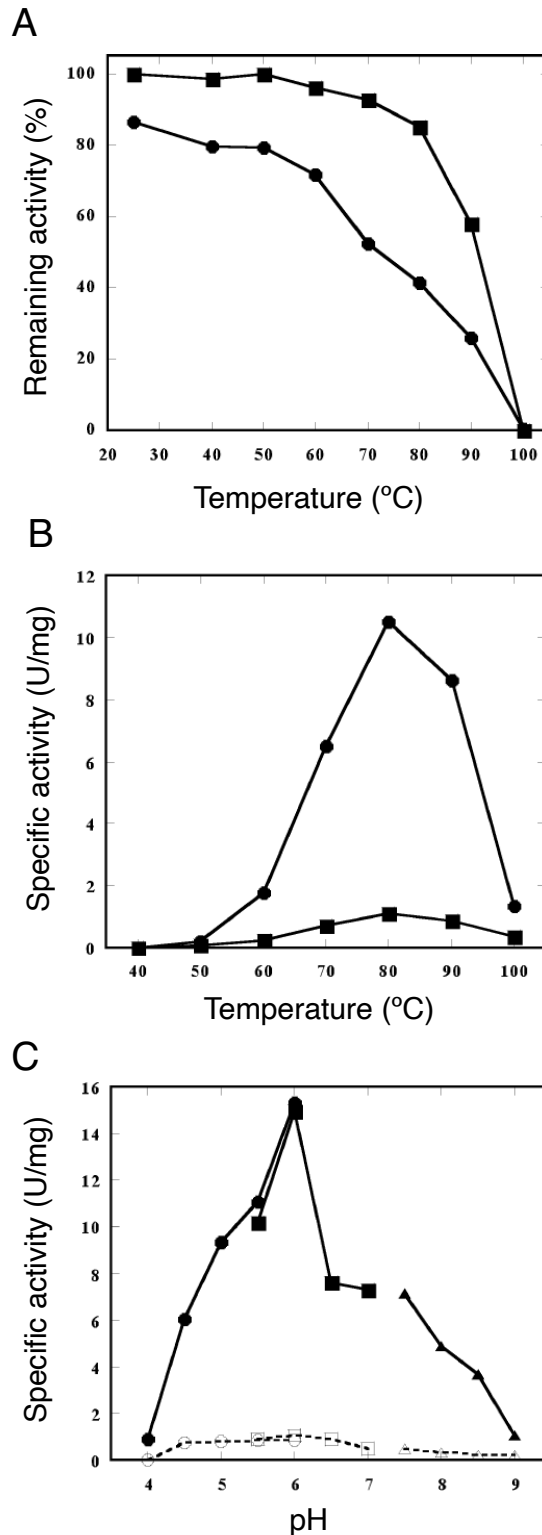 A
Remaining activity (%)
100
80
60
40
20
0
20 30 40 50 60 70 80 90 100
Temperature (ºC)
B
Specific activity (U/mg)
12
10
8
6
4
2
0
40 50 60 70 80 90 100
Temperature (ºC)
C
Specific activity (U/mg)
16
14
12
10
8
6
4
2
0
4 5 6 7 8 9
pH